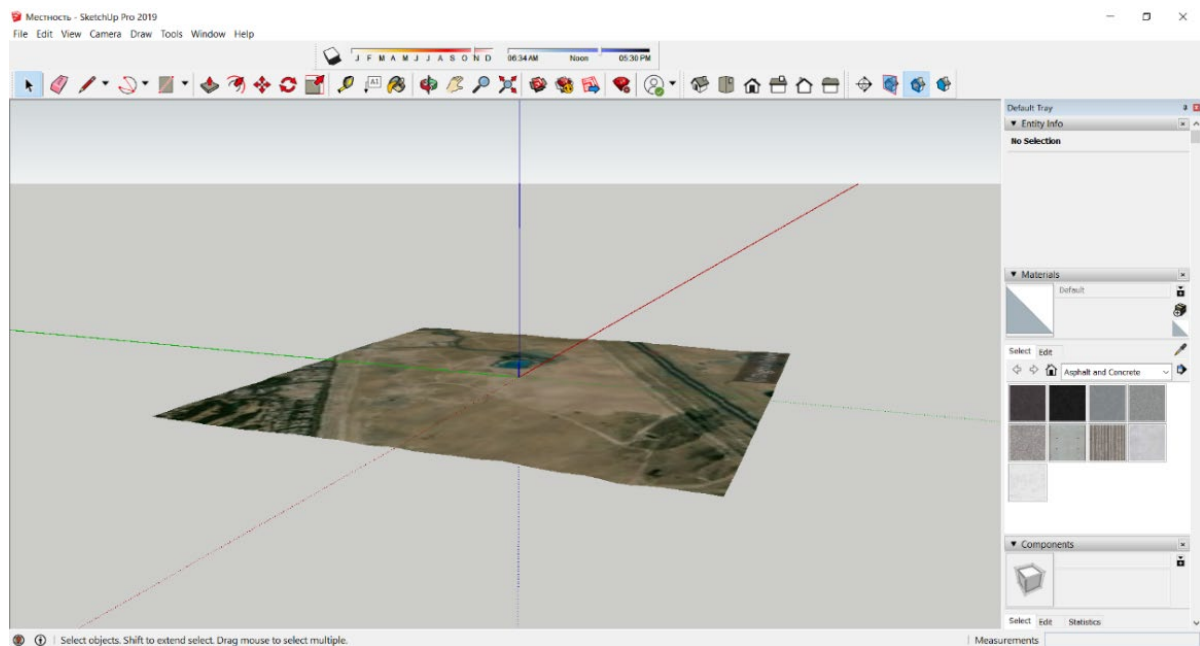 Местность - SketchUp Pro 2019
File Edit View Camera Draw Tools Window Help
J F M A M J J A S O N D 06:34 AM Noon 05:30 PM
A1
Default Tray
Entity Info
No Selection
Materials
Default
Select Edit
Asphalt and Concrete
Components
Select Edit Statistics
Select objects. Shift to extend select. Drag mouse to select multiple.
Measurements